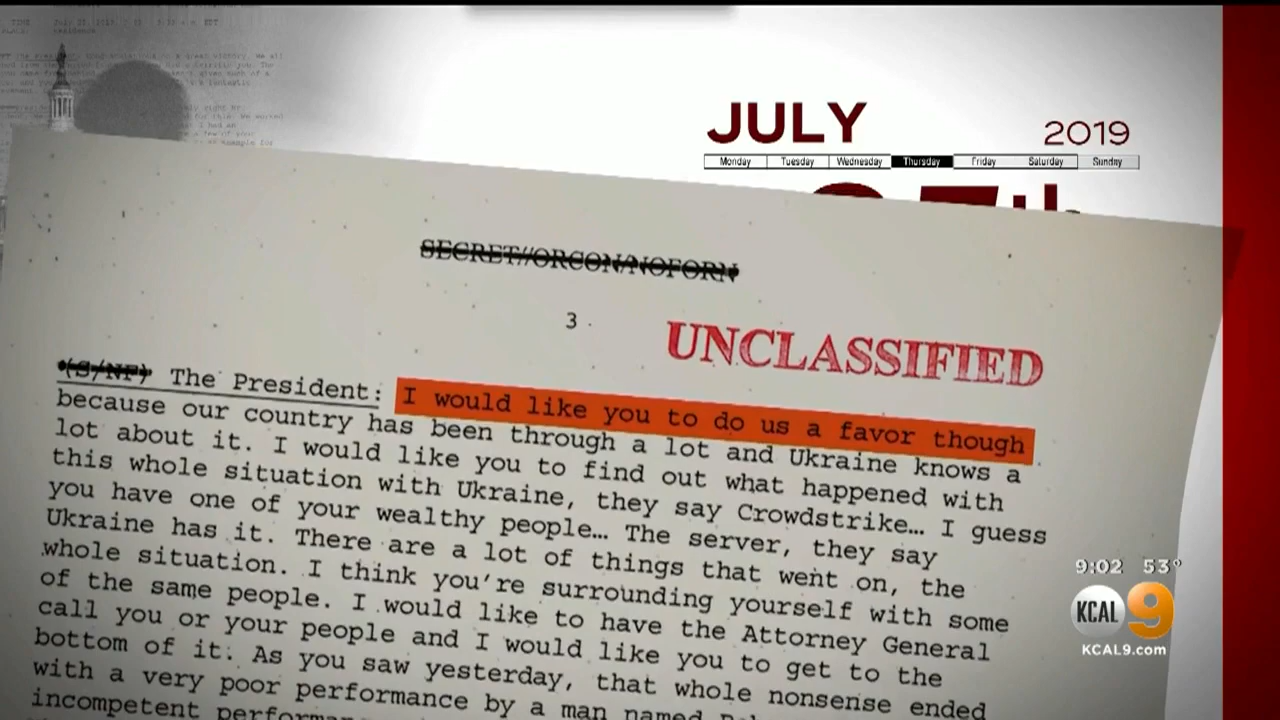 JULY 2019
Monday Tuesday Wednesday Thursday Friday Saturday Sunday
SECRET//ORCON/NOFORN
3
UNCLASSIFIED
(S/NF) The President: I would like you to do us a favor though
because our country has been through a lot and Ukraine knows a
lot about it. I would like you to find out what happened with
this whole situation with Ukraine, they say Crowdstrike… I guess
you have one of your wealthy people… The server, they say
Ukraine has it. There are a lot of things that went on, the
whole situation. I think you're surrounding yourself with some
of the same people. I would like to have the Attorney General
call you or your people and I would like you to get to the
bottom of it. As you saw yesterday, that whole nonsense ended
with a very poor performance by a man named
incompetent
9:02 53°
KCAL 9
KCAL9.com